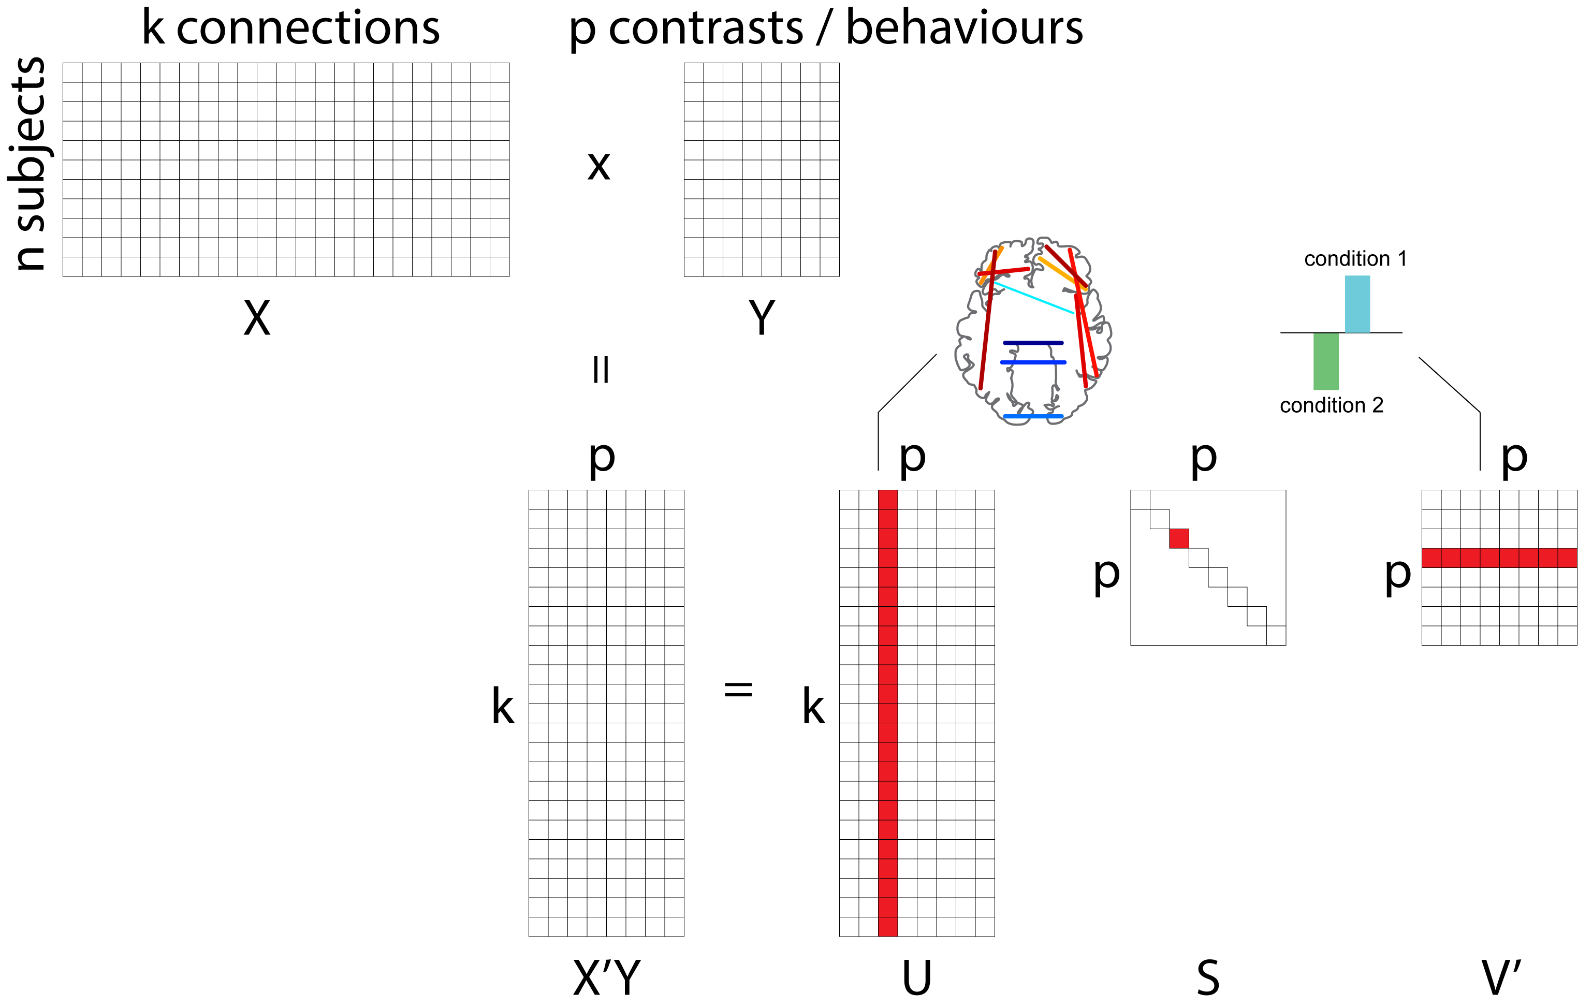 k connections
p contrasts / behaviours
n subjects
x
X
Y
=
condition 1
condition 2
p
p
p
p
k
=
k
p
p
X’Y
U
S
V’